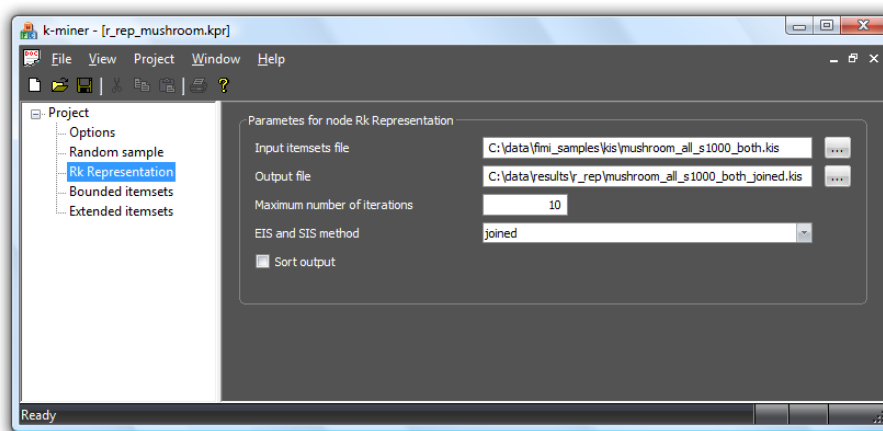 k-miner - [r_rep_mushroom.kpr]
File View Project Window Help
Project
Options
Random sample
Rk Representation
Bounded itemsets
Extended itemsets
Parametes for node Rk Representation
Input itemsets file C:\data\fimi_samples\kis\mushroom_all_s1000_both.kis ...
Output file C:\data\results\r_rep\mushroom_all_s1000_both_joined.kis ...
Maximum number of iterations 10
EIS and SIS method joined
Sort output
Ready